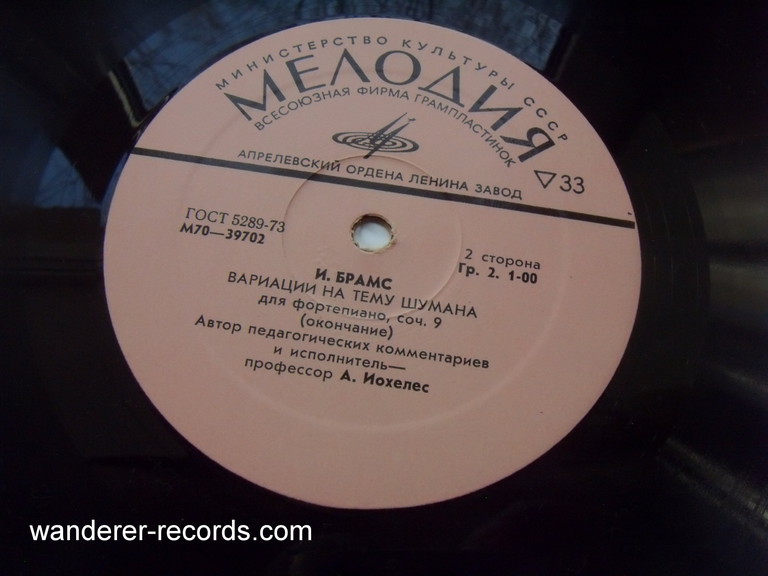 МИНИСТЕРСТВО КУЛЬТУРЫ СССР
МЕЛОДИЯ
ВСЕСОЮЗНАЯ ФИРМА ГРАМПЛАСТИНОК
АПРЕЛЕВСКИЙ ОРДЕНА ЛЕНИНА ЗАВОД
33
ГОСТ 5289-73
М70—39702
2 сторона
Гр. 2. 1-00
И. БРАМС
ВАРИАЦИИ НА ТЕМУ ШУМАНА
для фортепиано, соч. 9
(окончание)
Автор педагогических комментариев
и исполнитель—
профессор А. Иохелес
wanderer-records.com